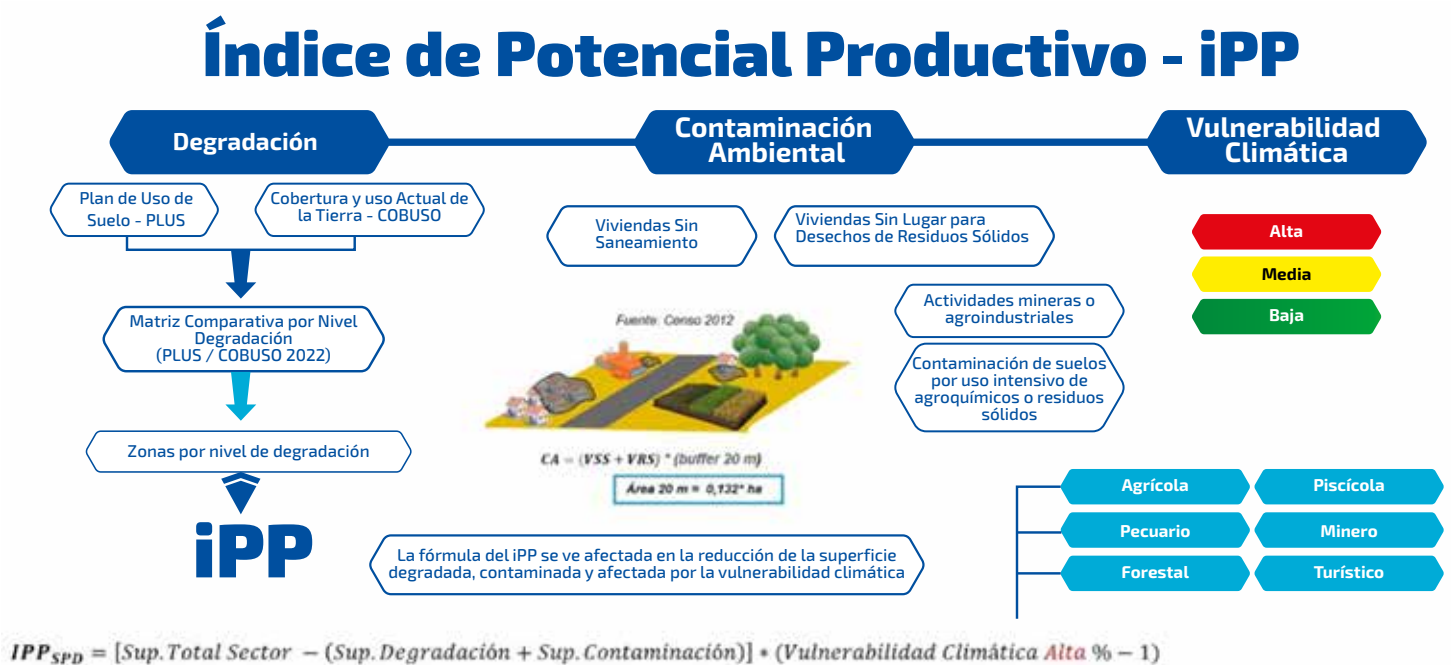 Índice de Potencial Productivo - iPP
Degradación
Contaminación
Ambiental
Vulnerabilidad
Climática
Plan de Uso de
Suelo - PLUS
Cobertura y uso Actual de
la Tierra - COBUSO
Matriz Comparativa por Nivel
Degradación
(PLUS / COBUSO 2022)
Zonas por nivel de degradación
iPP
Viviendas Sin
Saneamiento
Viviendas Sin Lugar para
Desechos de Residuos Sólidos
Actividades mineras o
agroindustriales
Contaminación de suelos
por uso intensivo de
agroquímicos o residuos
sólidos
Fuente: Censo 2012
CA = (VSS + VRS) * (buffer 20 m)
Área 20 m = 0,132* ha
La fórmula del iPP se ve afectada en la reducción de la superficie
degradada, contaminada y afectada por la vulnerabilidad climática
Alta
Media
Baja
Agrícola
Piscícola
Pecuario
Minero
Forestal
Turístico
IPP_SPD = [Sup. Total Sector − (Sup. Degradación + Sup. Contaminación)] * (Vulnerabilidad Climática Alta % − 1)